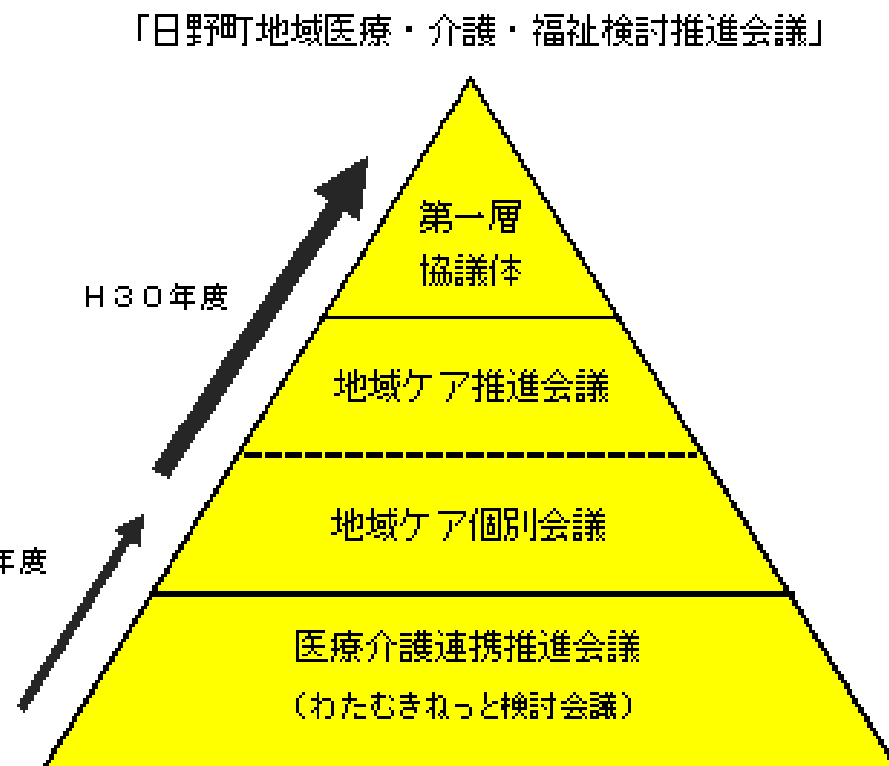 「日野町地域医療・介護・福祉検討推進会議」
第一層
協議体
H30年度
地域ケア推進会議
地域ケア個別会議
年度
医療介護連携推進会議
(わたむきねっと検討会議)